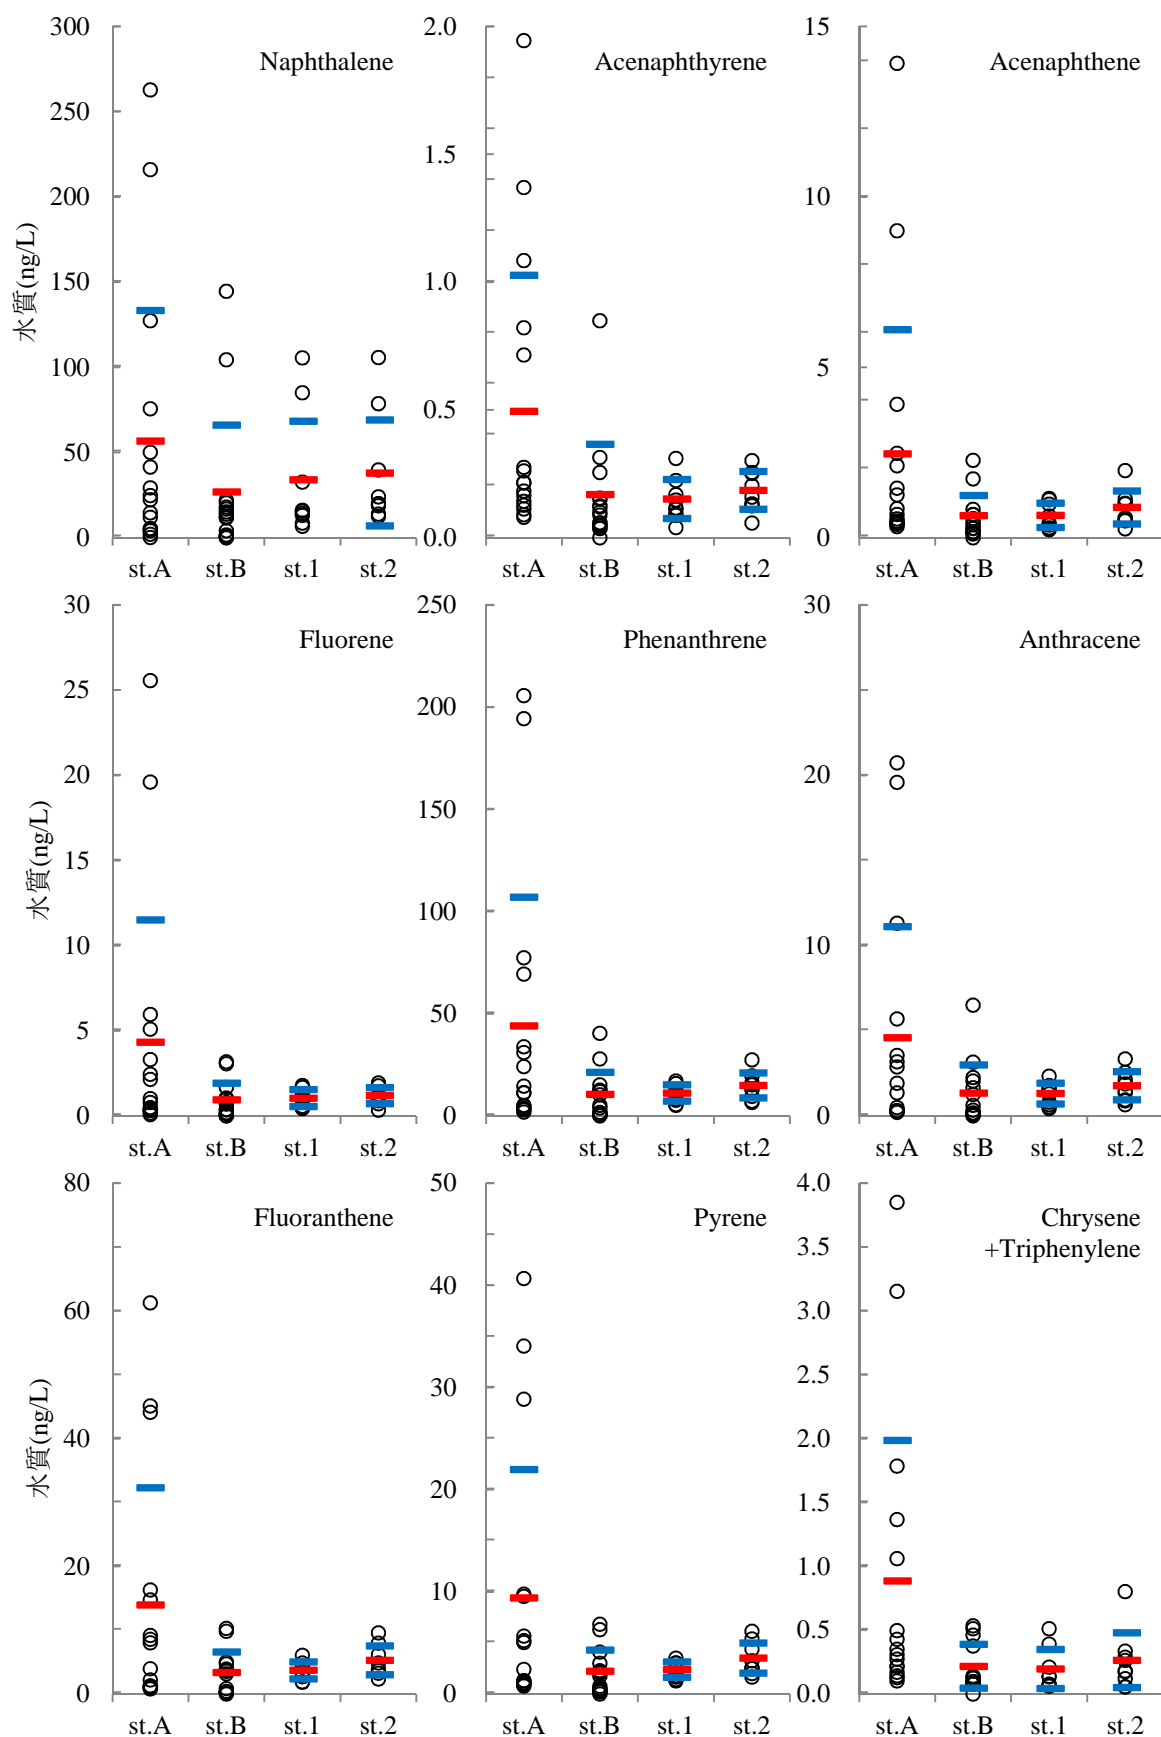 Naphthalene
300
250
200
150
100
50
0
水質(ng/L)
st.A st.B st.1 st.2
Acenaphthyrene
2.0
1.5
1.0
0.5
0.0
st.A st.B st.1 st.2
Acenaphthene
15
10
5
0
st.A st.B st.1 st.2
Fluorene
30
25
20
15
10
5
0
水質(ng/L)
st.A st.B st.1 st.2
Phenanthrene
250
200
150
100
50
0
st.A st.B st.1 st.2
Anthracene
30
20
10
0
st.A st.B st.1 st.2
Fluoranthene
80
60
40
20
0
水質(ng/L)
st.A st.B st.1 st.2
Pyrene
50
40
30
20
10
0
st.A st.B st.1 st.2
Chrysene
+Triphenylene
4.0
3.5
3.0
2.5
2.0
1.5
1.0
0.5
0.0
st.A st.B st.1 st.2